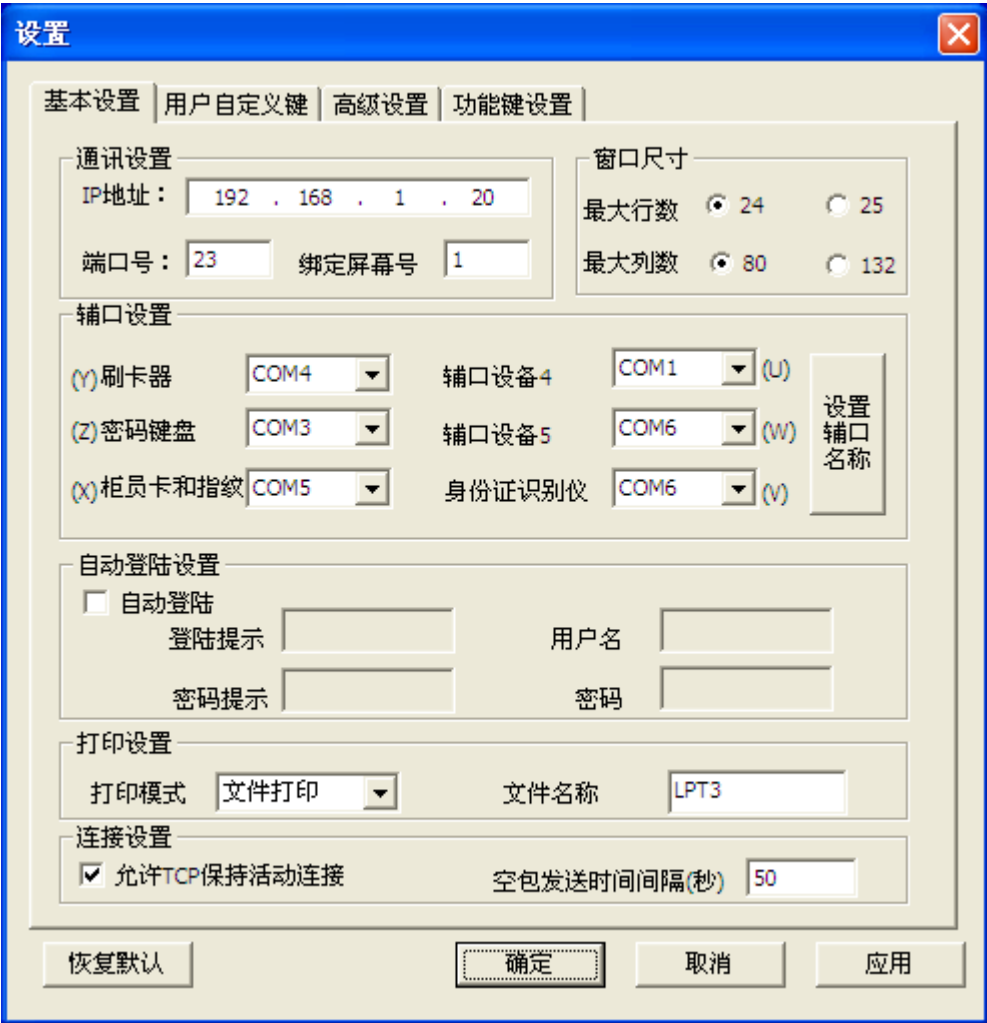 设置
基本设置 用户自定义键 高级设置 功能键设置
通讯设置
IP地址： 192 . 168 . 1 . 20
端口号： 23 绑定屏幕号 1
窗口尺寸
最大行数 24 25
最大列数 80 132
辅口设置
(Y)刷卡器 COM4 辅口设备4 COM1 (U)
(Z)密码键盘 COM3 辅口设备5 COM6 (W)
(X)柜员卡和指纹 COM5 身份证识别仪 COM6 (V)
设置
辅口
名称
自动登陆设置
自动登陆
登陆提示 用户名
密码提示 密码
打印设置
打印模式 文件打印 文件名称 LPT3
连接设置
允许TCP保持活动连接 空包发送时间间隔(秒) 50
恢复默认 确定 取消 应用